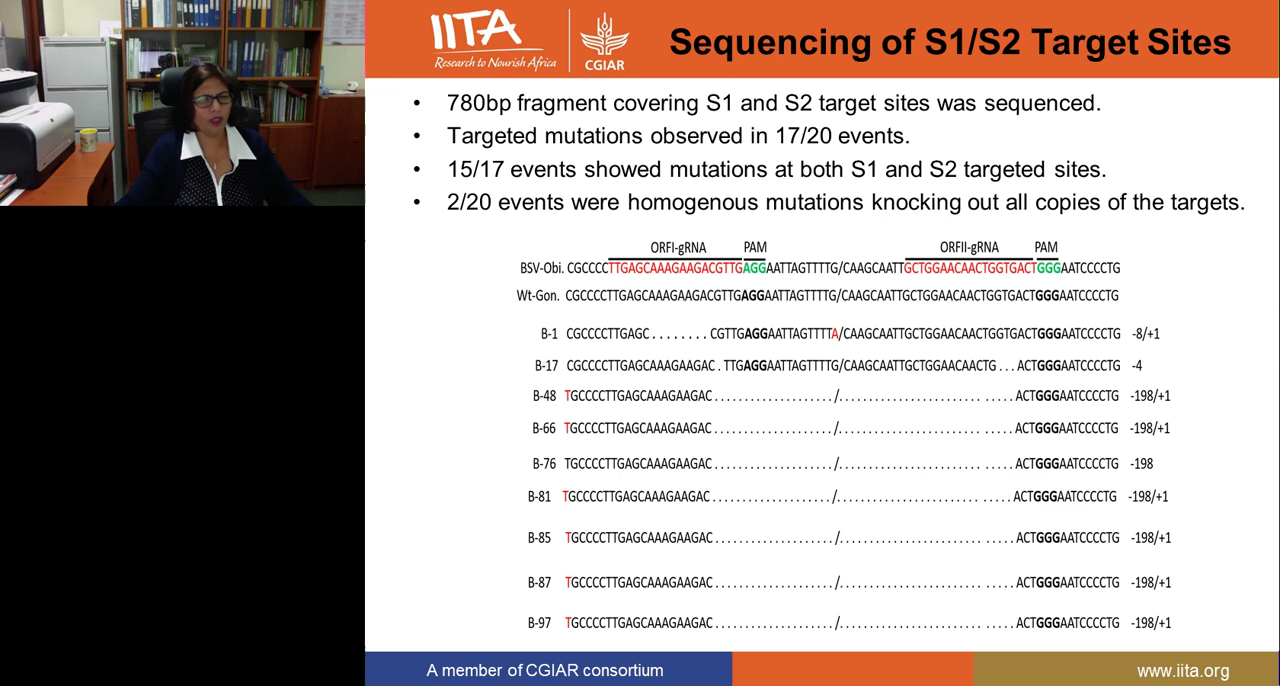 IITA
Research to Nourish Africa
CGIAR
Sequencing of S1/S2 Target Sites
• 780bp fragment covering S1 and S2 target sites was sequenced.
• Targeted mutations observed in 17/20 events.
• 15/17 events showed mutations at both S1 and S2 targeted sites.
• 2/20 events were homogenous mutations knocking out all copies of the targets.
ORFI-gRNA PAM ORFII-gRNA PAM
BSV-Obi. CGCCCCTTGAGCAAAGAAGACGTTGAGGAATTAGTTTTG/CAAGCAATTGCTGGAACAACTGGTGACTGGGAATCCCCTG
Wt-Gon. CGCCCCTTGAGCAAAGAAGACGTTGAGGAATTAGTTTTG/CAAGCAATTGCTGGAACAACTGGTGACTGGGAATCCCCTG
B-1 CGCCCCTTGAGC........CGTTGAGGAATTAGTTTTA/CAAGCAATTGCTGGAACAACTGGTGACTGGGAATCCCCTG -8/+1
B-17 CGCCCCTTGAGCAAAGAAGAC.TTGAGGAATTAGTTTTG/CAAGCAATTGCTGGAACAACTG...ACTGGGAATCCCCTG -4
B-48 TGCCCCTTGAGCAAAGAAGAC..................../........................ .....ACTGGGAATCCCCTG -198/+1
B-66 TGCCCCTTGAGCAAAGAAGAC..................../........................ .....ACTGGGAATCCCCTG -198/+1
B-76 TGCCCCTTGAGCAAAGAAGAC..................../........................ .....ACTGGGAATCCCCTG -198
B-81 TGCCCCTTGAGCAAAGAAGAC..................../........................ .....ACTGGGAATCCCCTG -198/+1
B-85 TGCCCCTTGAGCAAAGAAGAC..................../........................ .....ACTGGGAATCCCCTG -198/+1
B-87 TGCCCCTTGAGCAAAGAAGAC..................../........................ .....ACTGGGAATCCCCTG -198/+1
B-97 TGCCCCTTGAGCAAAGAAGAC..................../........................ .....ACTGGGAATCCCCTG -198/+1
A member of CGIAR consortium
www.iita.org